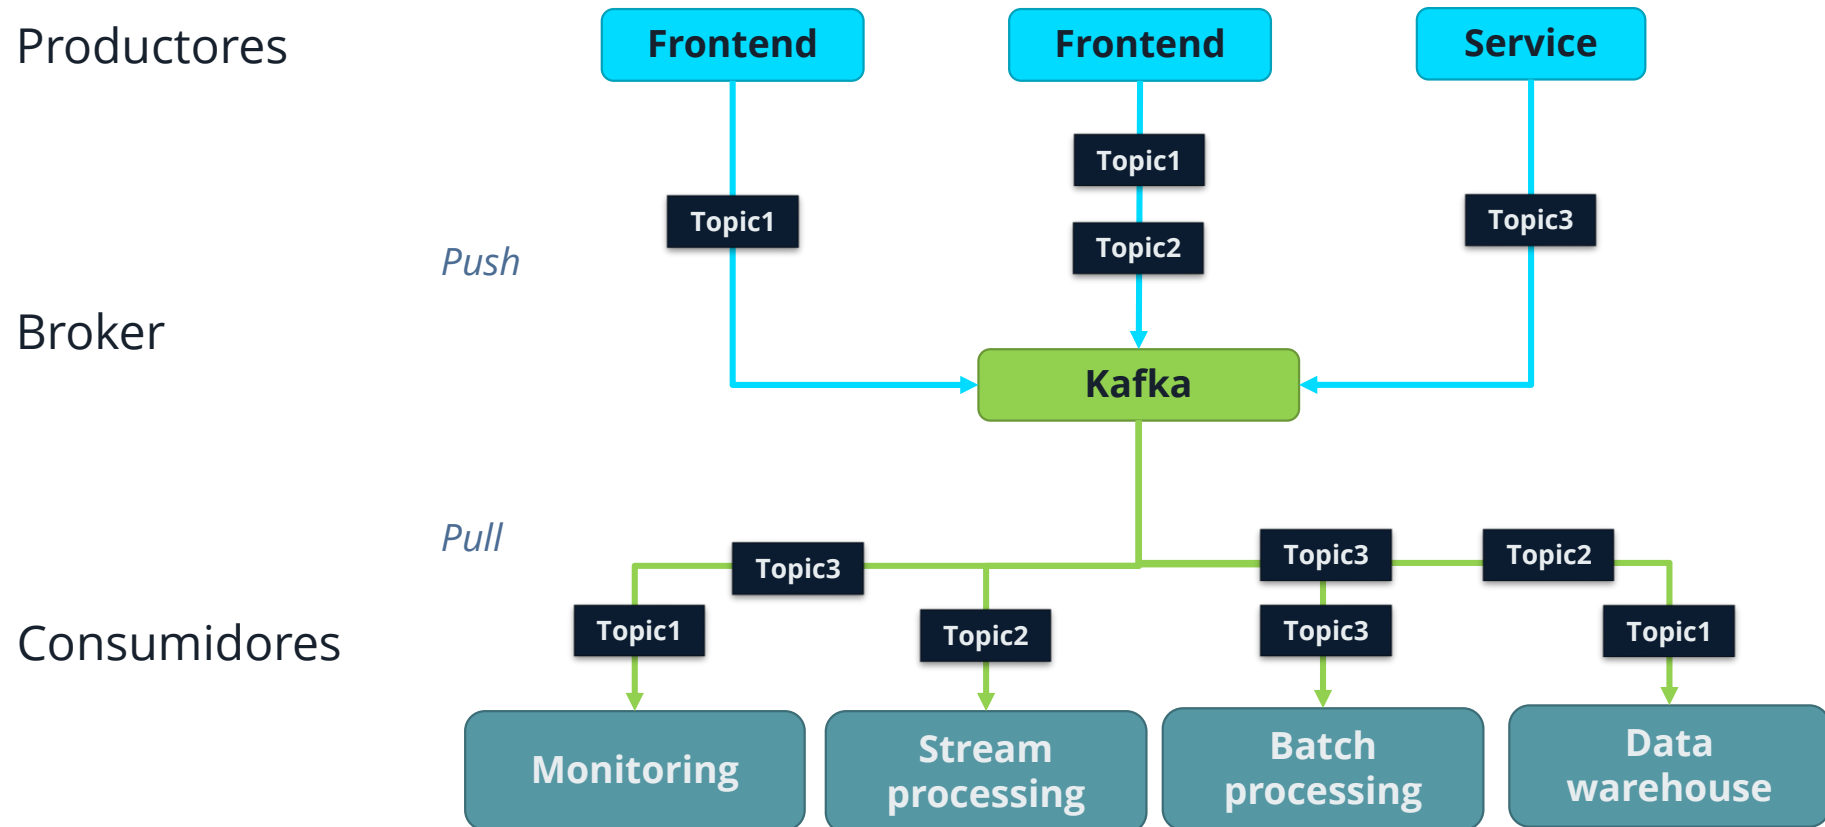 Productores
Frontend
Frontend
Service
Topic1
Topic1
Topic3
Topic2
Push
Broker
Kafka
Pull
Topic3
Topic3
Topic2
Consumidores
Topic1
Topic2
Topic3
Topic1
Monitoring
Stream
processing
Batch
processing
Data
warehouse